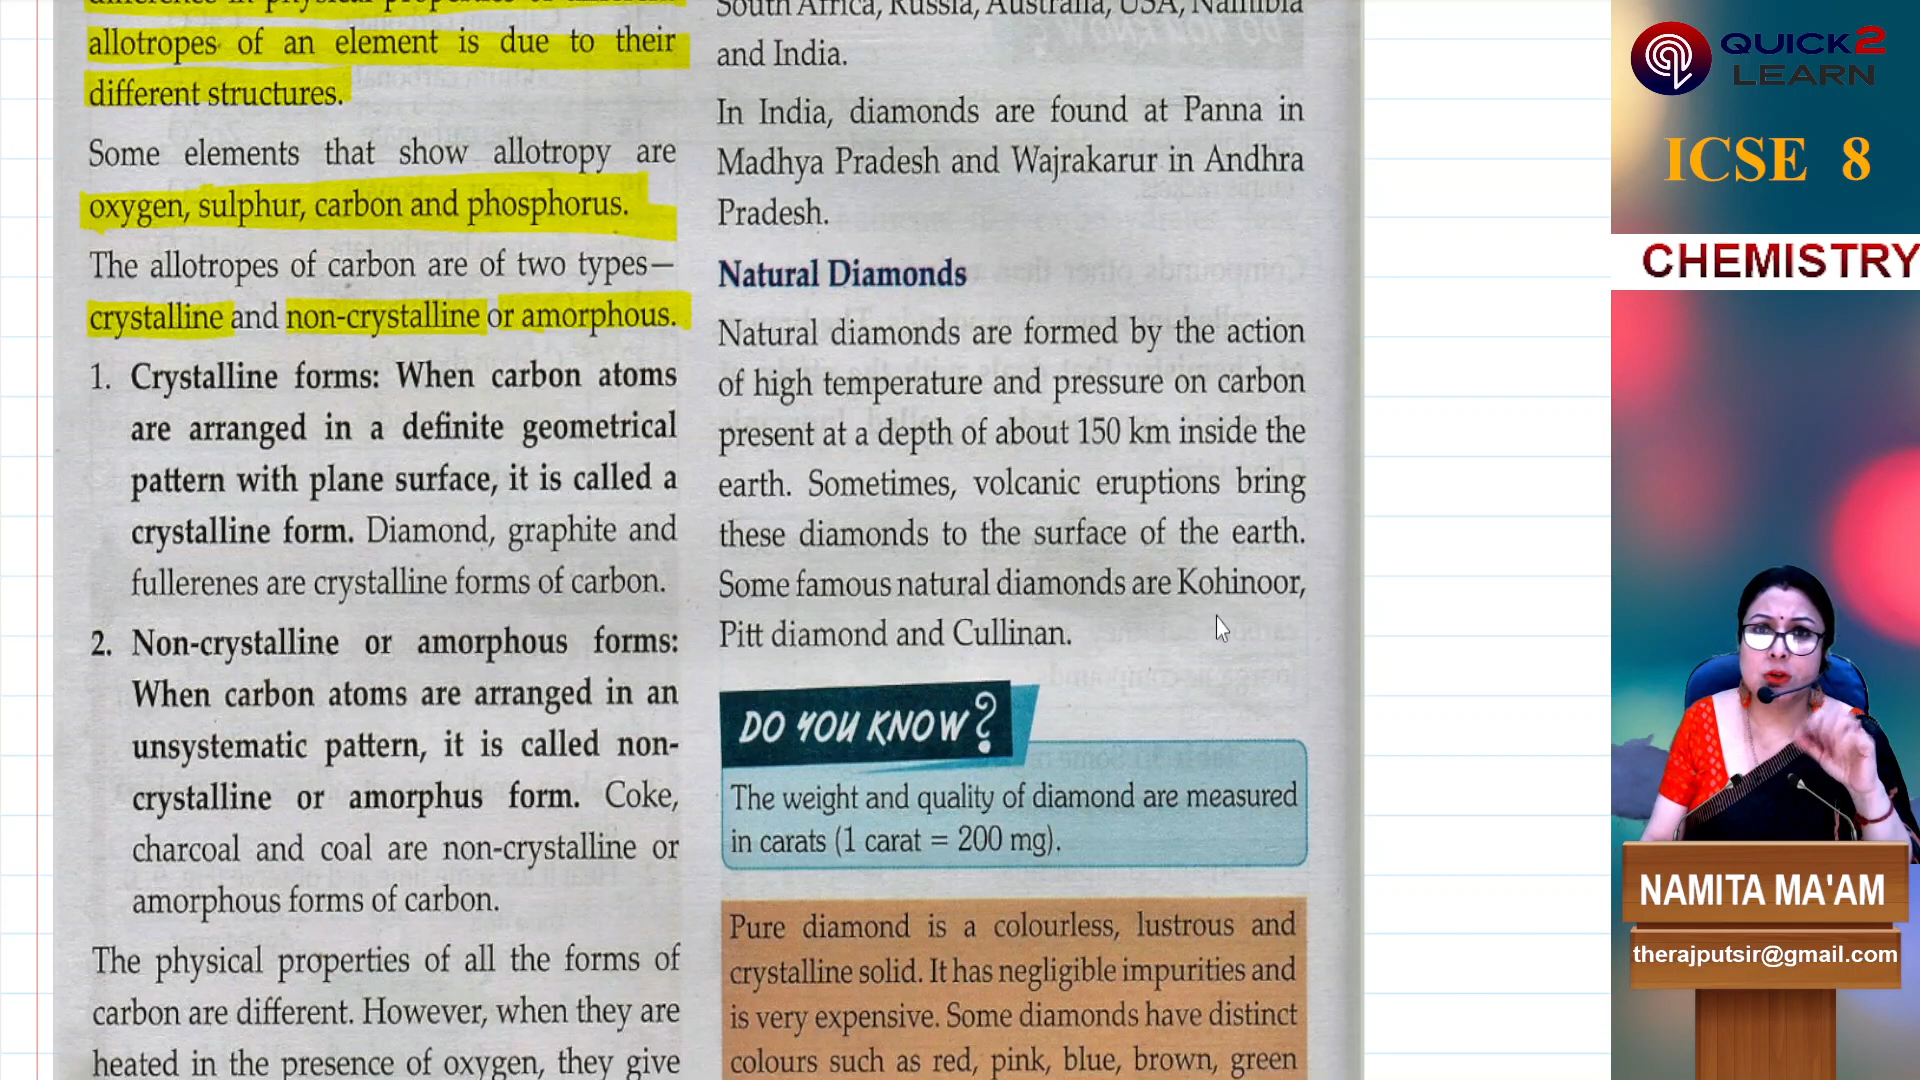 allotropes of an element is due to their
different structures.
Some elements that show allotropy are
oxygen, sulphur, carbon and phosphorus.
The allotropes of carbon are of two types—
crystalline and non-crystalline or amorphous.
1. Crystalline forms: When carbon atoms
are arranged in a definite geometrical
pattern with plane surface, it is called a
crystalline form. Diamond, graphite and
fullerenes are crystalline forms of carbon.
2. Non-crystalline or amorphous forms:
When carbon atoms are arranged in an
unsystematic pattern, it is called non-
crystalline or amorphus form. Coke,
charcoal and coal are non-crystalline or
amorphous forms of carbon.
The physical properties of all the forms of
carbon are different. However, when they are
heated in the presence of oxygen, they give
South Africa, Russia, Australia, USA, Namibia
and India.
In India, diamonds are found at Panna in
Madhya Pradesh and Wajrakarur in Andhra
Pradesh.
Natural Diamonds
Natural diamonds are formed by the action
of high temperature and pressure on carbon
present at a depth of about 150 km inside the
earth. Sometimes, volcanic eruptions bring
these diamonds to the surface of the earth.
Some famous natural diamonds are Kohinoor,
Pitt diamond and Cullinan.
DO YOU KNOW?
The weight and quality of diamond are measured
in carats (1 carat = 200 mg).
Pure diamond is a colourless, lustrous and
crystalline solid. It has negligible impurities and
is very expensive. Some diamonds have distinct
colours such as red, pink, blue, brown, green
QUICK2
LEARN
ICSE 8
CHEMISTRY
NAMITA MA'AM
therajputsir@gmail.com